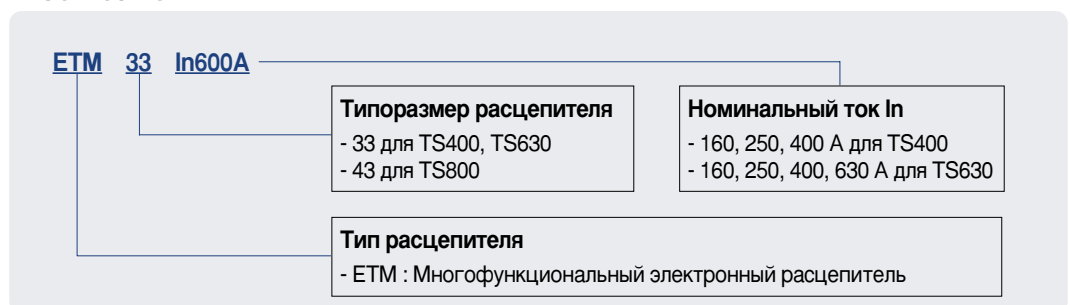 ETM 33 In600A
Типоразмер расцепителя
- 33 для TS400, TS630
- 43 для TS800
Номинальный ток In
- 160, 250, 400 А для TS400
- 160, 250, 400, 630 А для TS630
Тип расцепителя
- ETM : Многофункциональный электронный расцепитель